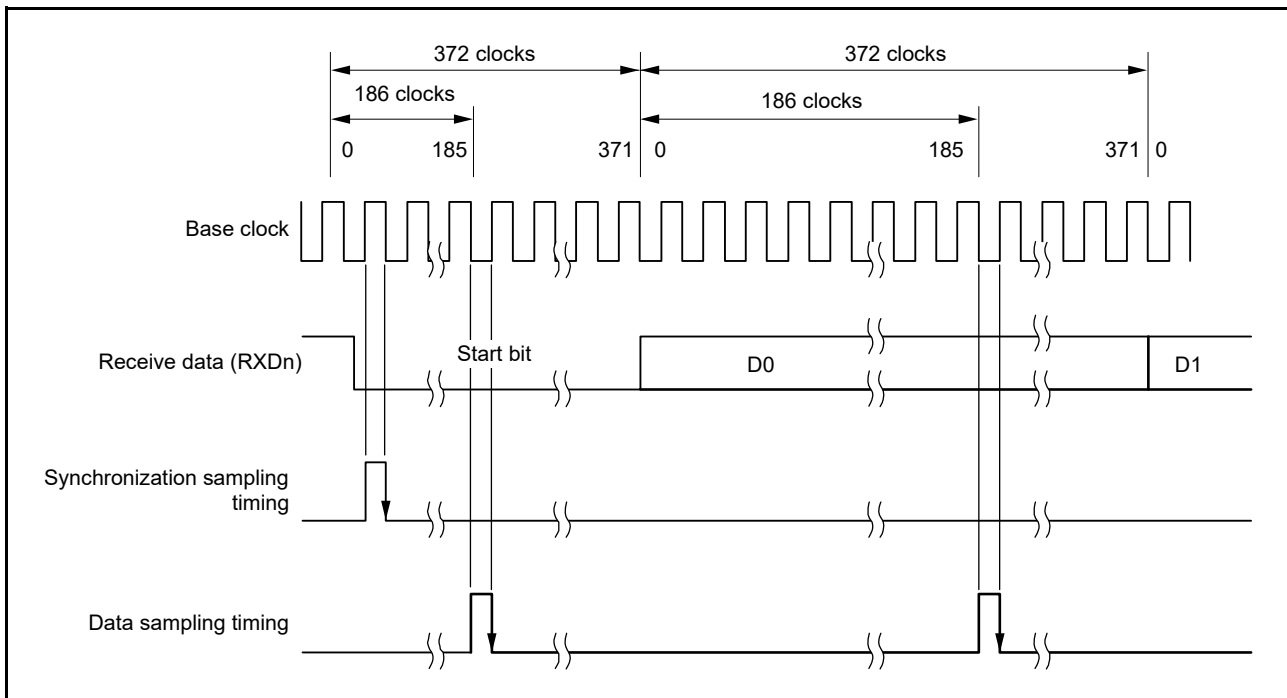 372 clocks
372 clocks
186 clocks
186 clocks
0
185
371
0
185
371
0
Base clock
Receive data (RXDn)
Start bit
D0
D1
Synchronization sampling
timing
Data sampling timing